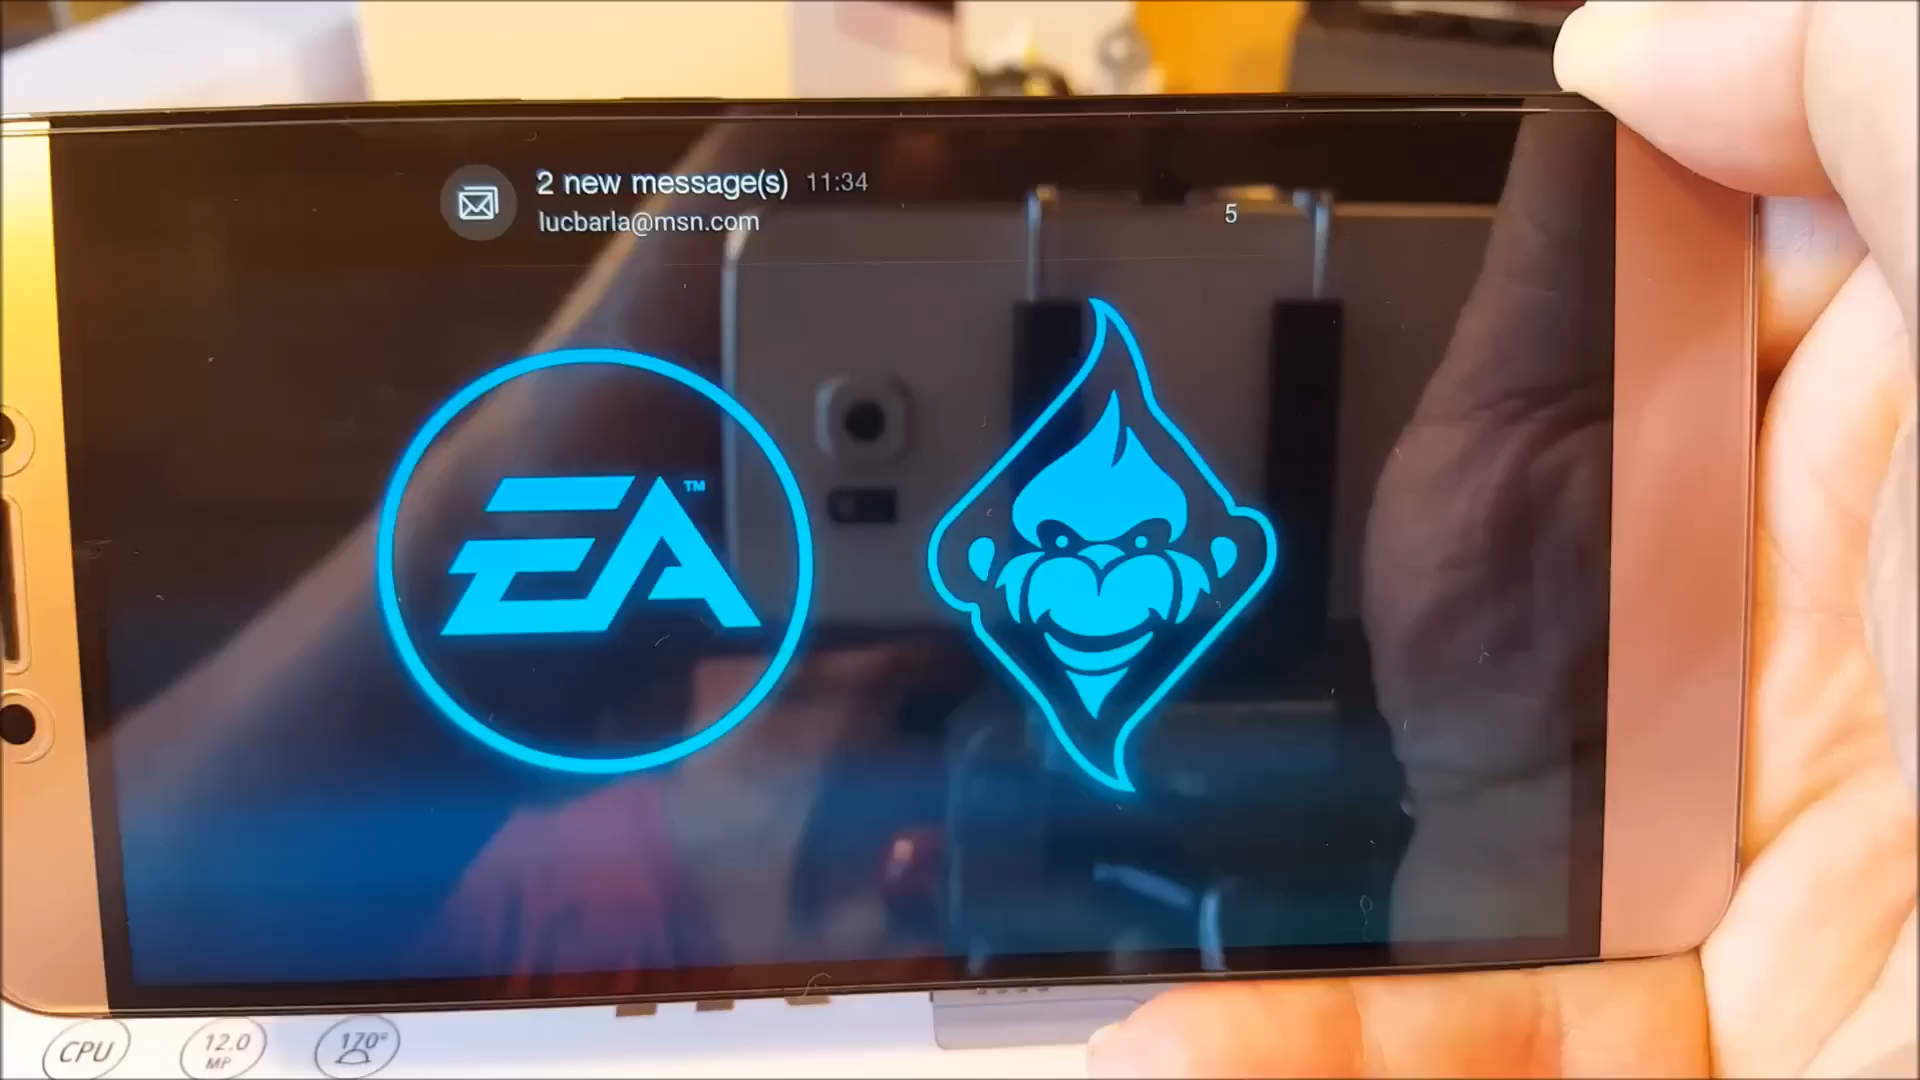 2 new message(s) 11:34
lucbarla@msn.com
5
EA™
CPU
12.0
MP
170°